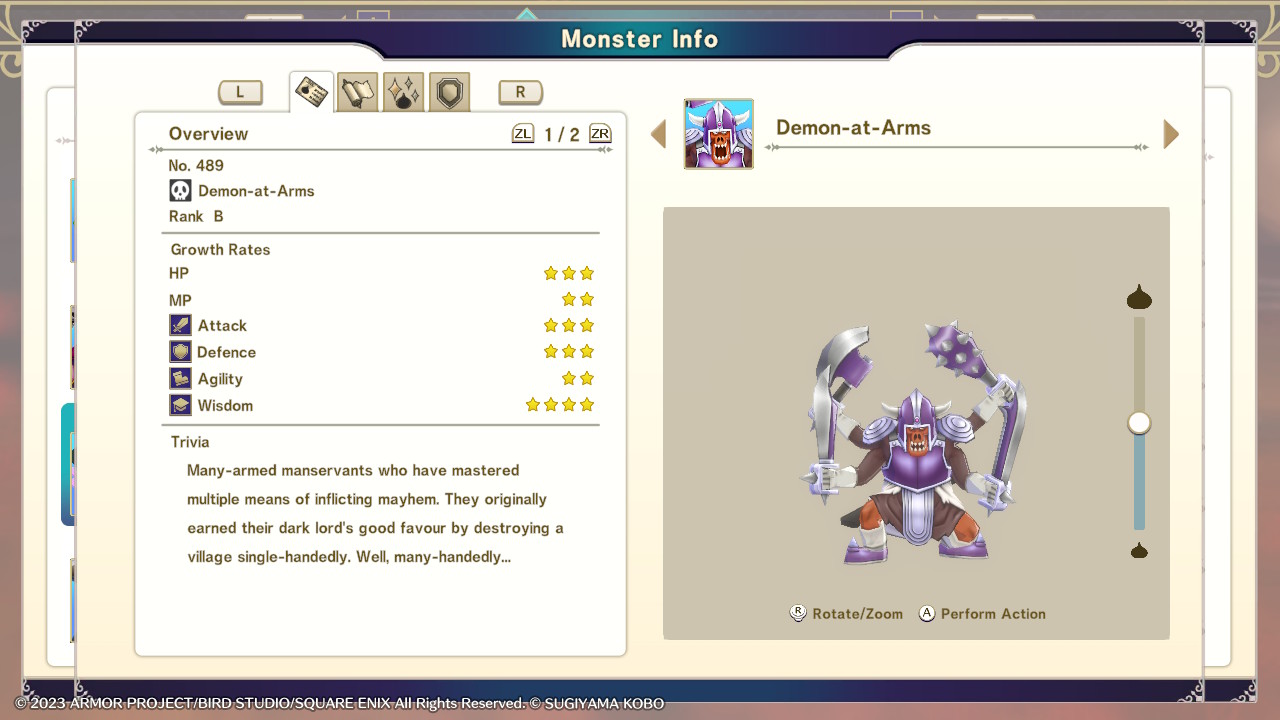 Monster Info
L
R
Overview
ZL 1 / 2 ZR
No. 489
Demon-at-Arms
Rank B
Growth Rates
HP
MP
Attack
Defence
Agility
Wisdom
Trivia
Many-armed manservants who have mastered
multiple means of inflicting mayhem. They originally
earned their dark lord's good favour by destroying a
village single-handedly. Well, many-handedly...
Demon-at-Arms
R Rotate/Zoom A Perform Action
© 2023 ARMOR PROJECT/BIRD STUDIO/SQUARE ENIX All Rights Reserved. © SUGIYAMA KOBO